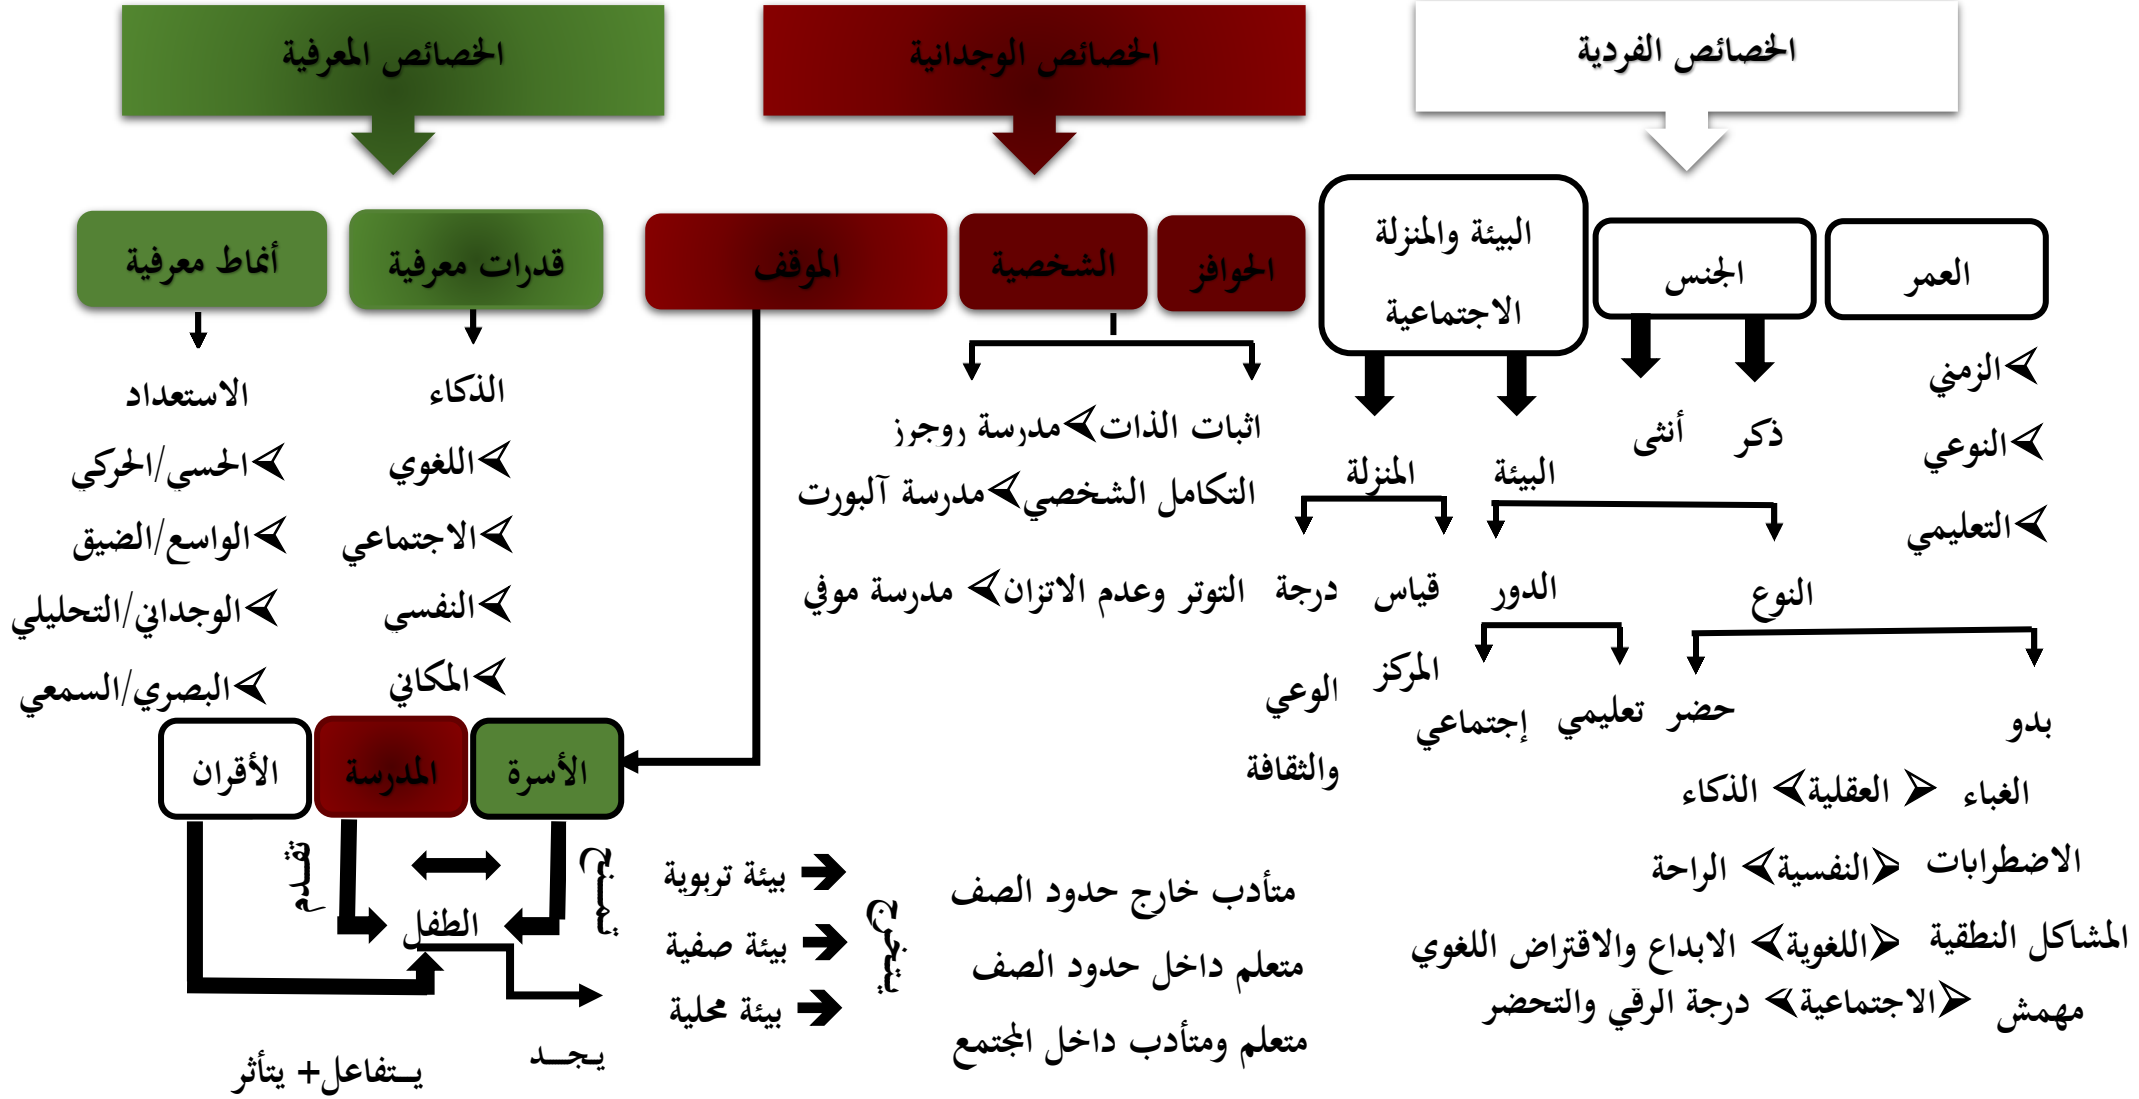 الخصائص الفردية
الخصائص الوجدانية
الخصائص المعرفية
العمر
الجنس
البيئة والمنزلة
الاجتماعية
الحوافز
الشخصية
الموقف
قدرات معرفية
أنماط معرفية
الزمني
النوعي
التعليمي
ذكر
أنثى
البيئة
المنزلة
النوع
الدور
قياس
المركز
درجة
الوعي
والثقافة
بدو
حضر
تعليمي
إجتماعي
اثبات الذات مدرسة روجرز
التكامل الشخصي مدرسة آلبورت
التوتر وعدم الاتزان مدرسة موفي
الذكاء
اللغوي
الاجتماعي
النفسي
المكاني
الاستعداد
الحسي/الحركي
الواسع/الضيق
الوجداني/التحليلي
البصري/السمعي
الغباء العقلية الذكاء
الاضطرابات النفسية الراحة
المشاكل النطقية اللغوية الابداع والاقتراض اللغوي
مهمش الاجتماعية درجة الرقي والتحضر
الأسرة
المدرسة
الأقران
تمـنح
الطفل
يـجــد
يــتفاعل+ يتأثر
بيئة تربوية
بيئة صفية
بيئة محلية
يتخرج
متأدب خارج حدود الصف
متعلم داخل حدود الصف
متعلم ومتأدب داخل المجتمع